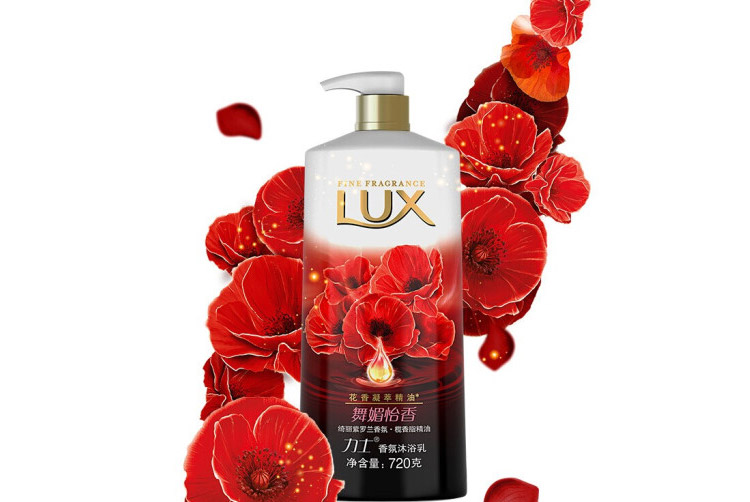 FINE FRAGRANCE
LUX
花香凝萃精油*
舞媚怡香
绮丽紫罗兰香氛·榄香脂精油
力士® 香氛沐浴乳
净含量:720克